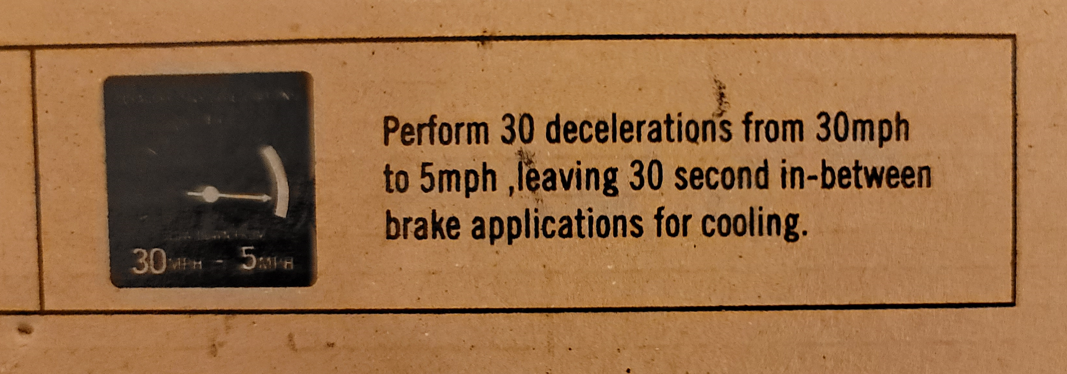 Perform 30 decelerations from 30mph
to 5mph ,leaving 30 second in-between
brake applications for cooling.
30MPH - 5MPH